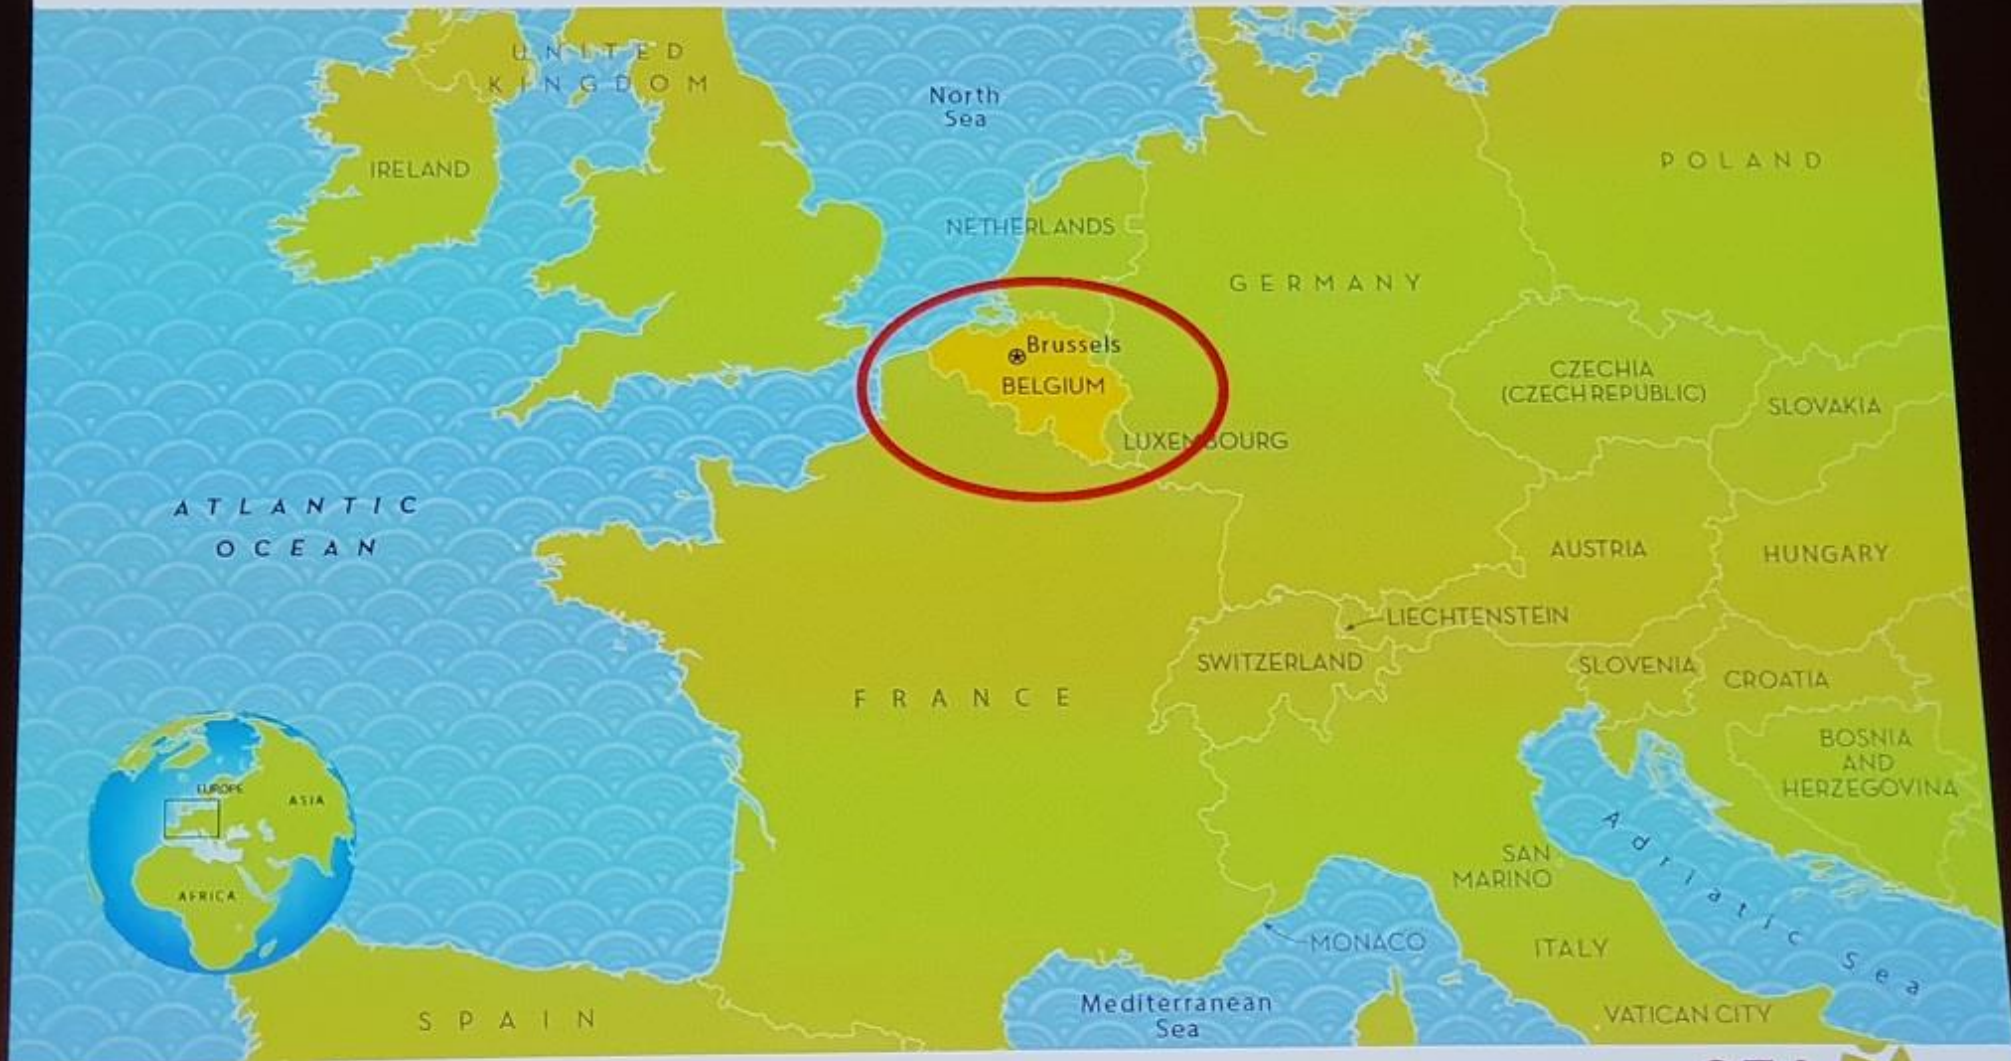 UNITED
KINGDOM
North
Sea
IRELAND
POLAND
NETHERLANDS
GERMANY
Brussels
BELGIUM
CZECHIA
(CZECH REPUBLIC)
SLOVAKIA
LUXEMBOURG
ATLANTIC
OCEAN
AUSTRIA
HUNGARY
LIECHTENSTEIN
SWITZERLAND
SLOVENIA
CROATIA
FRANCE
BOSNIA
AND
HERZEGOVINA
EUROPE
ASIA
AFRICA
Adriatic Sea
SAN
MARINO
MONACO
ITALY
Mediterranean
Sea
VATICAN CITY
SPAIN